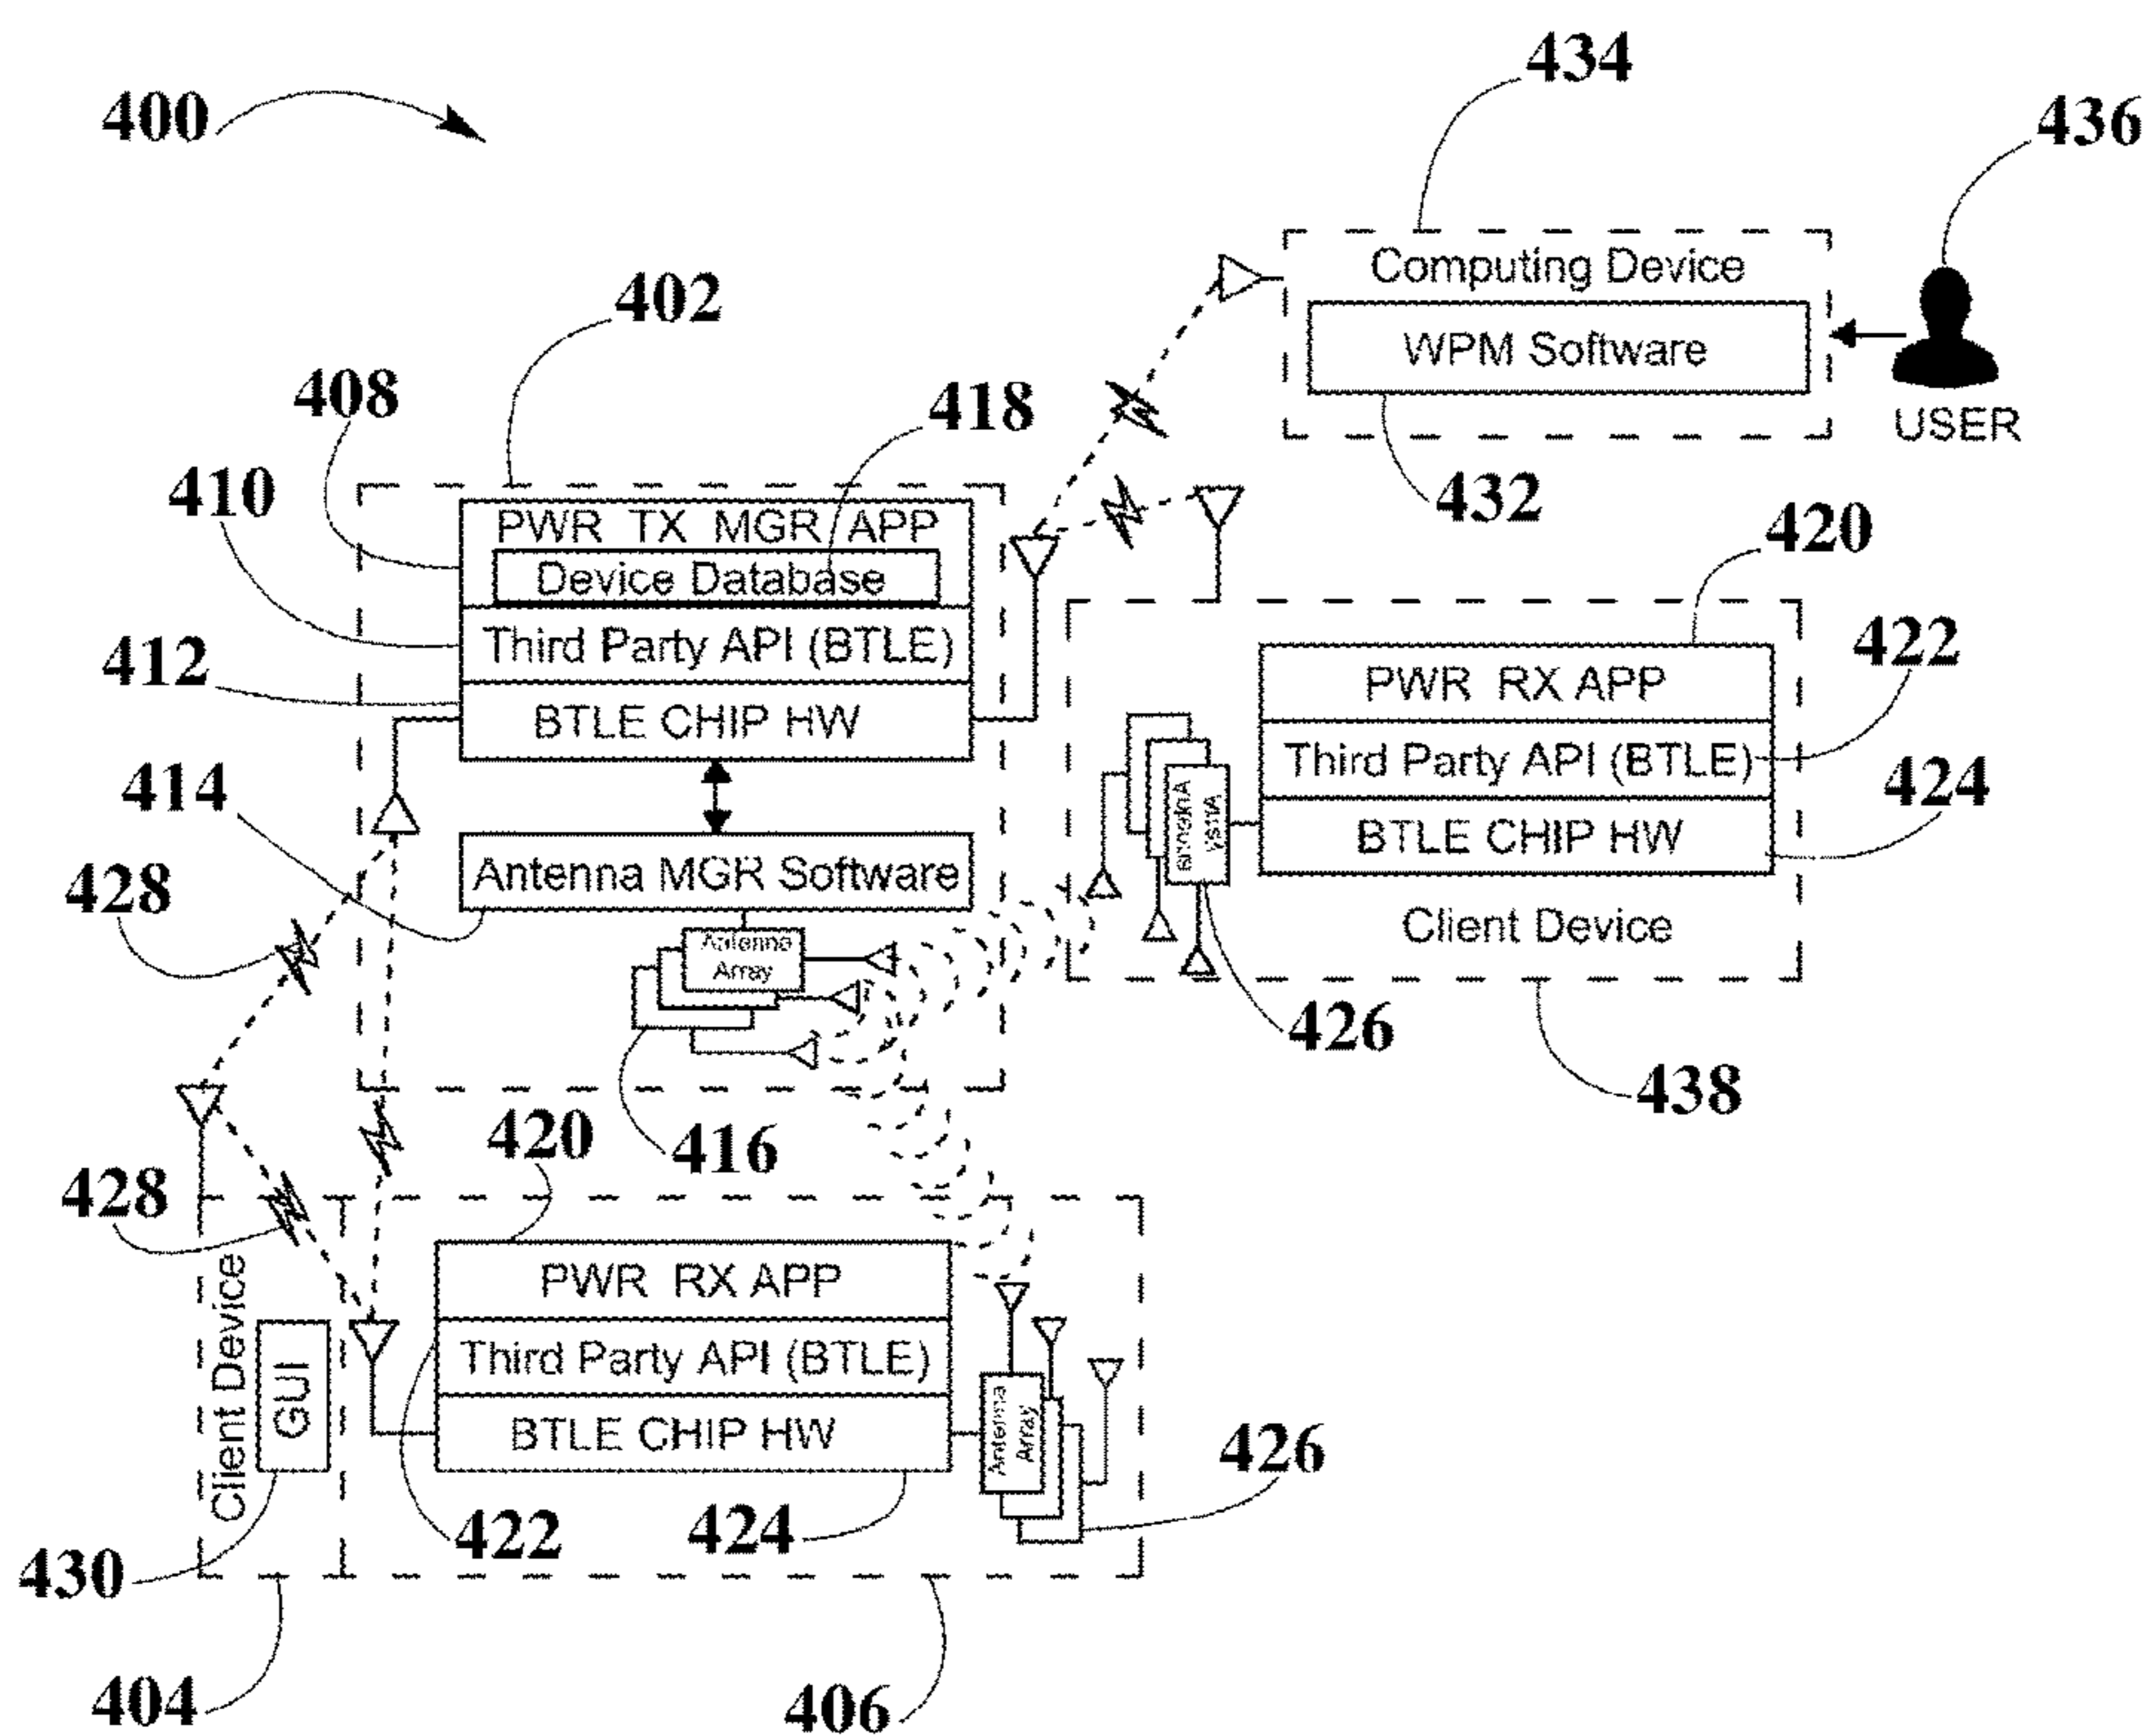 400
434
436
Computing Device
WPM Software
USER
432
402
408
418
410
PWR TX MGR APP
Device Database
Third Party API (BTLE)
412
BTLE CHIP HW
420
422
PWR RX APP
Third Party API (BTLE)
424
BTLE CHIP HW
Antenna
Array
Client Device
426
438
414
Antenna MGR Software
428
Antenna
Array
416
420
428
Client Device
GUI
PWR RX APP
Third Party API (BTLE)
BTLE CHIP HW
Antenna
Array
426
422
424
430
404
406